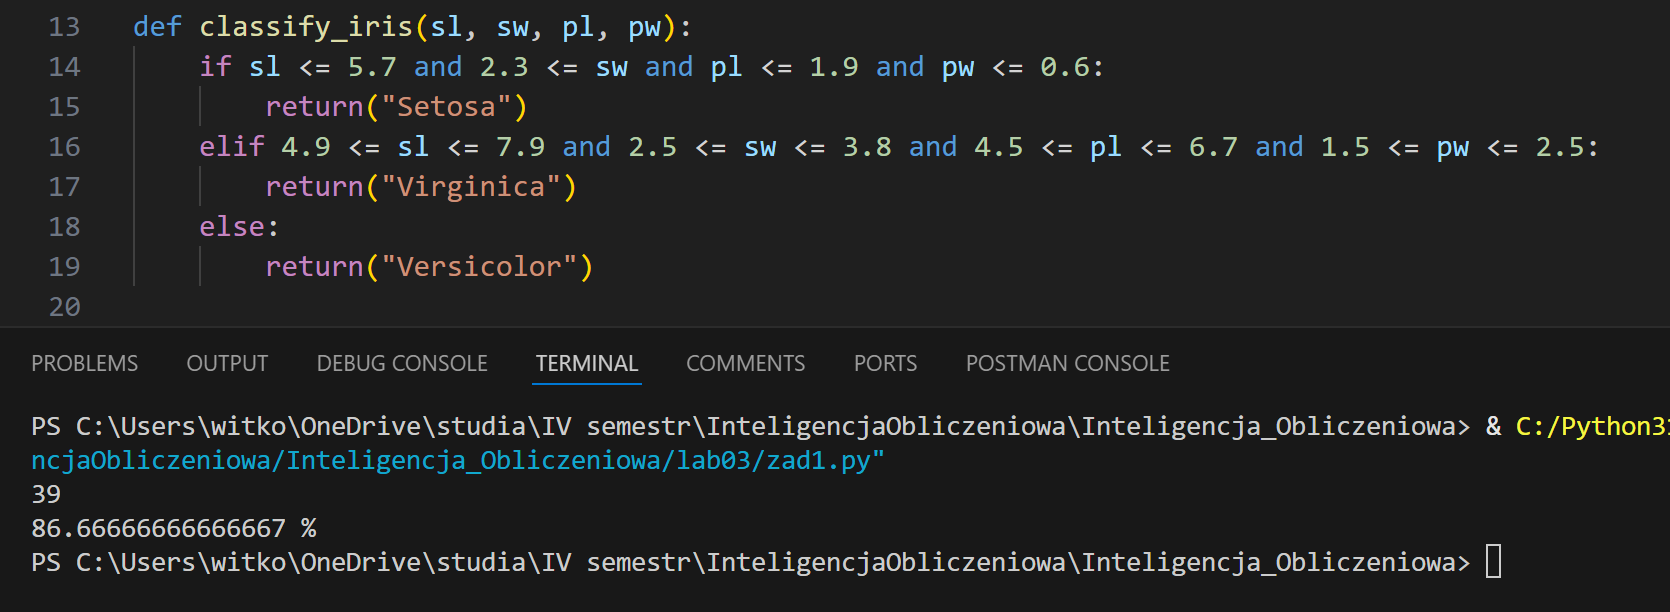 13 def classify_iris(sl, sw, pl, pw):
14 if sl <= 5.7 and 2.3 <= sw and pl <= 1.9 and pw <= 0.6:
15 return("Setosa")
16 elif 4.9 <= sl <= 7.9 and 2.5 <= sw <= 3.8 and 4.5 <= pl <= 6.7 and 1.5 <= pw <= 2.5:
17 return("Virginica")
18 else:
19 return("Versicolor")
20
PROBLEMS OUTPUT DEBUG CONSOLE TERMINAL COMMENTS PORTS POSTMAN CONSOLE
PS C:\Users\witko\OneDrive\studia\IV semestr\InteligencjaObliczeniowa\Inteligencja_Obliczeniowa> & C:/Python3
ncjaObliczeniowa/Inteligencja_Obliczeniowa/lab03/zad1.py"
39
86.66666666666667 %
PS C:\Users\witko\OneDrive\studia\IV semestr\InteligencjaObliczeniowa\Inteligencja_Obliczeniowa>